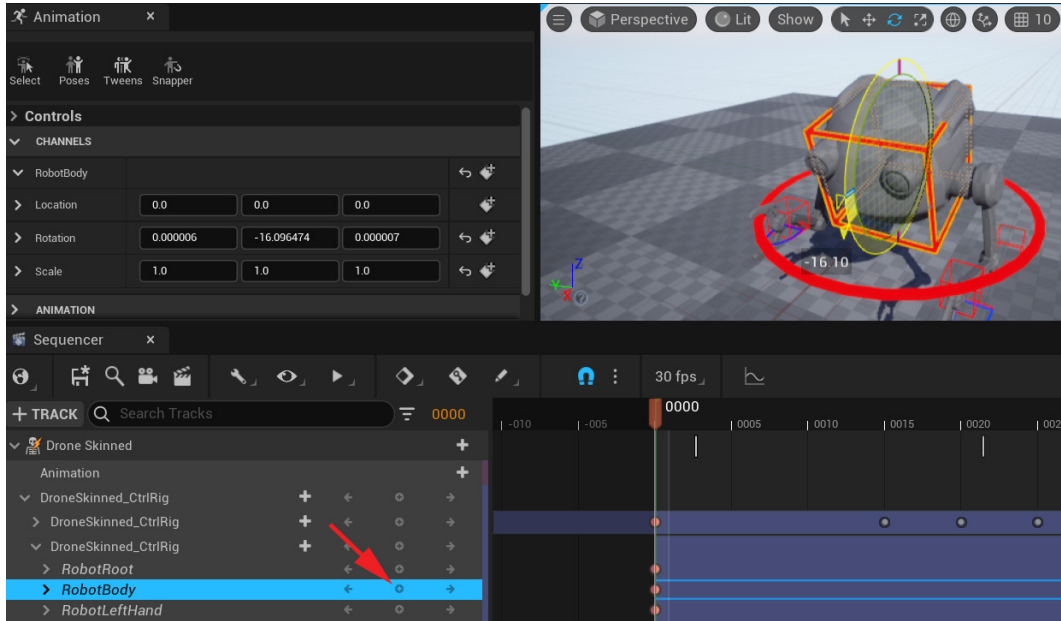 Animation
Select Poses Tweens Snapper
Controls
CHANNELS
RobotBody
Location 0.0 0.0 0.0
Rotation 0.000006 -16.096474 0.000007
Scale 1.0 1.0 1.0
ANIMATION
Perspective Lit Show 10
-16.10
Z
Y
X
Sequencer
30 fps
+ TRACK Search Tracks 0000
0000
-010 -005 0005 0010 0015 0020 002
Drone Skinned
Animation
DroneSkinned_CtrlRig
DroneSkinned_CtrlRig
DroneSkinned_CtrlRig
RobotRoot
RobotBody
RobotLeftHand